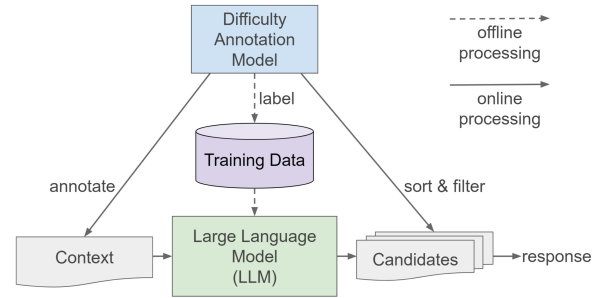 Difficulty
Annotation
Model
offline
processing
label
online
processing
Training Data
annotate
sort & filter
Large Language
Model
(LLM)
Context
Candidates
response